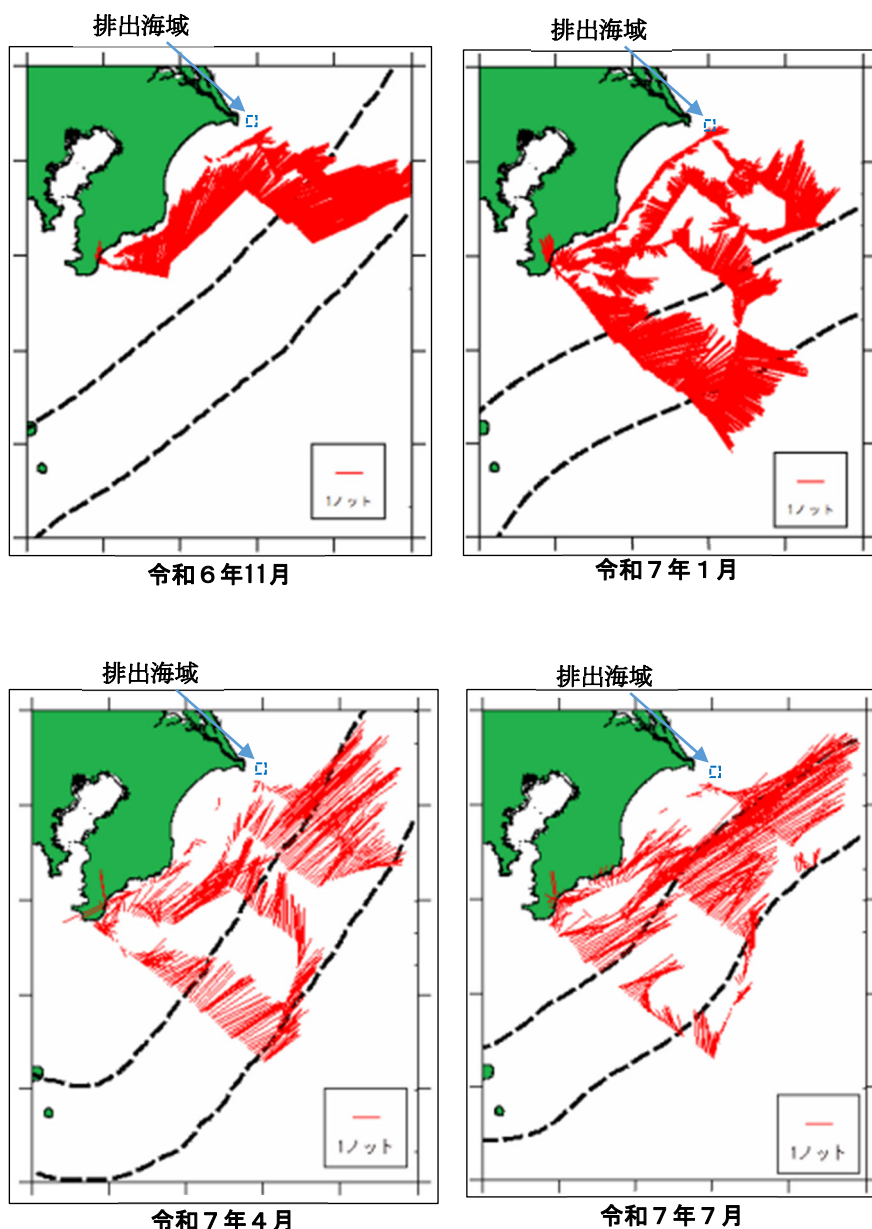 排出海域
排出海域
1ノット
1ノット
令和６年11月
令和７年１月
排出海域
排出海域
1ノット
1ノット
令和７年４月
令和７年７月